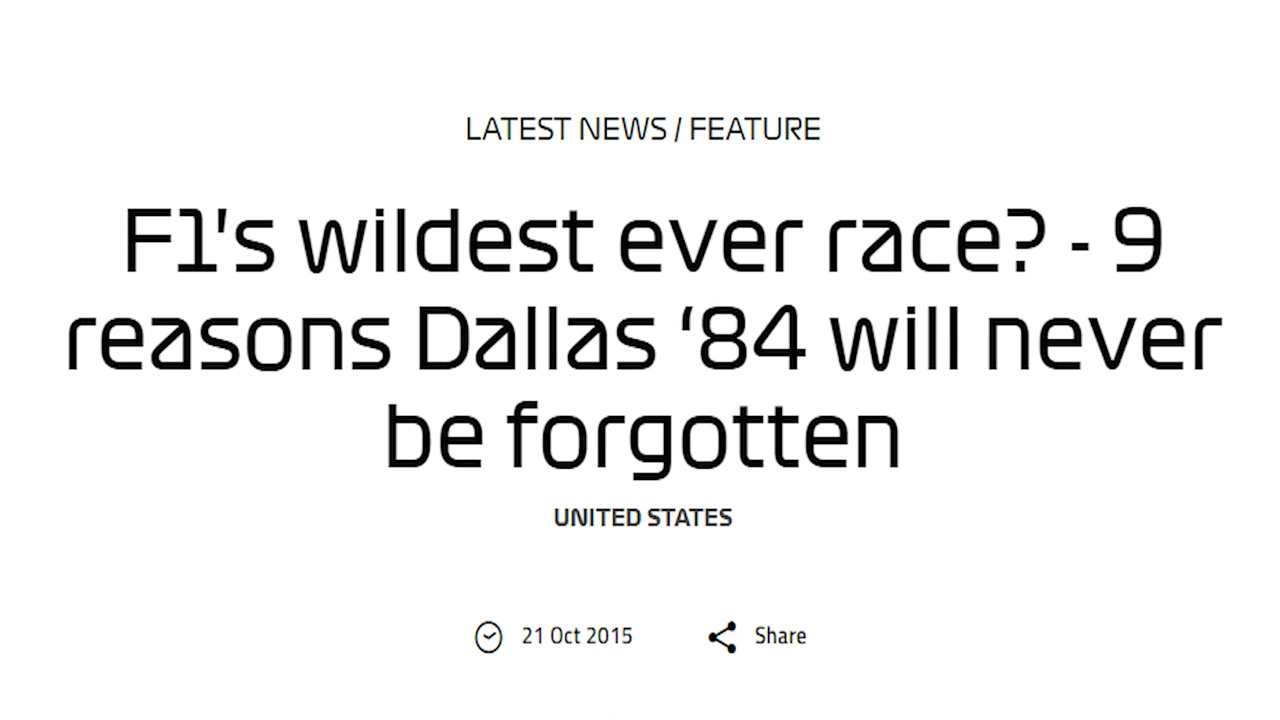 LATEST NEWS / FEATURE
F1's wildest ever race? - 9
reasons Dallas ‘84 will never
be forgotten
UNITED STATES
21 Oct 2015 Share